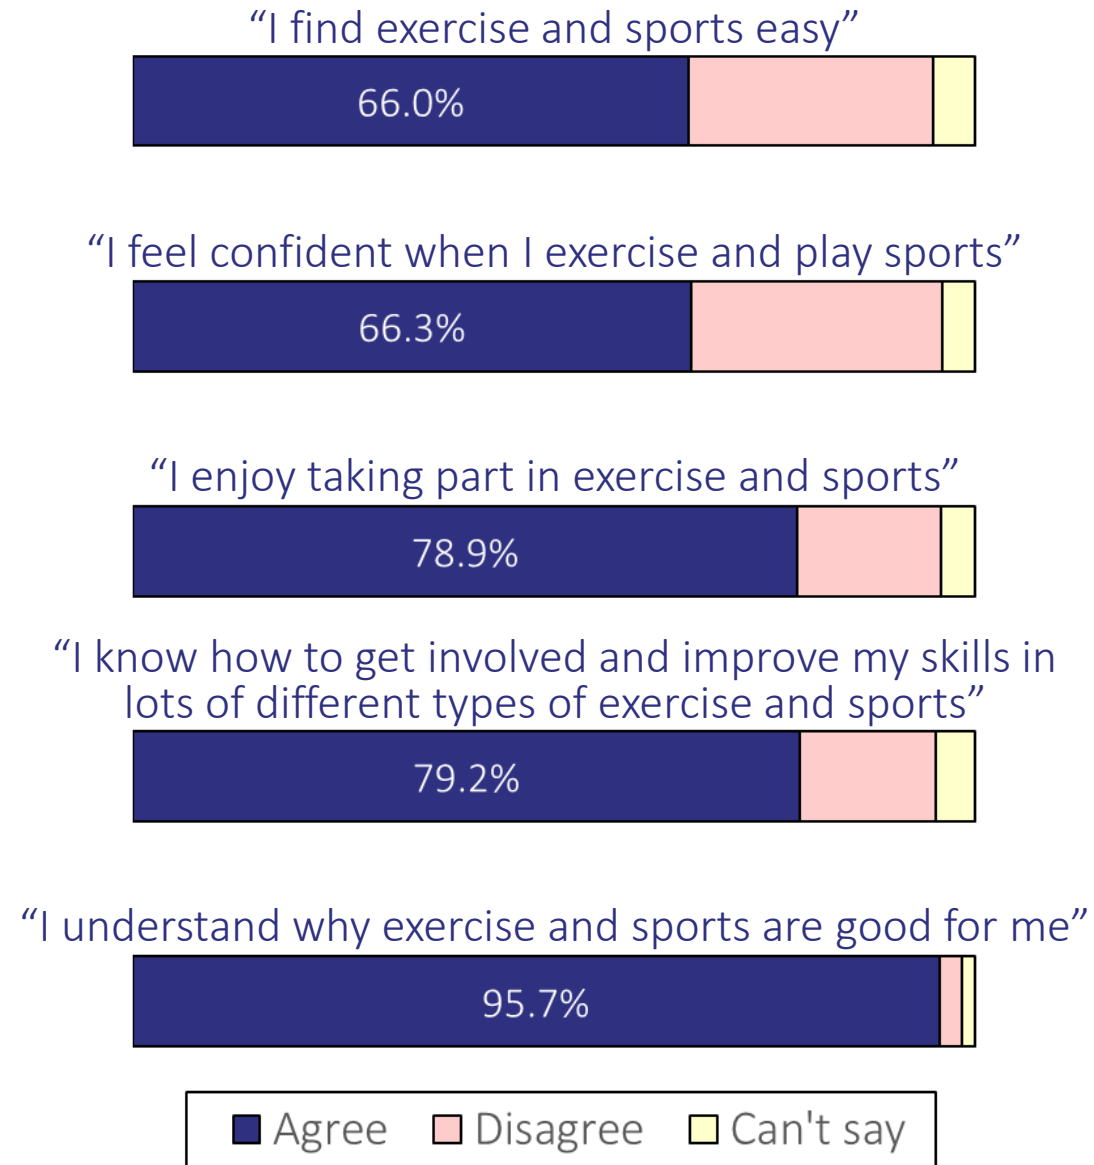 “I find exercise and sports easy”
66.0%
“I feel confident when I exercise and play sports”
66.3%
“I enjoy taking part in exercise and sports”
78.9%
“I know how to get involved and improve my skills in
lots of different types of exercise and sports”
79.2%
“I understand why exercise and sports are good for me”
95.7%
Agree Disagree Can't say